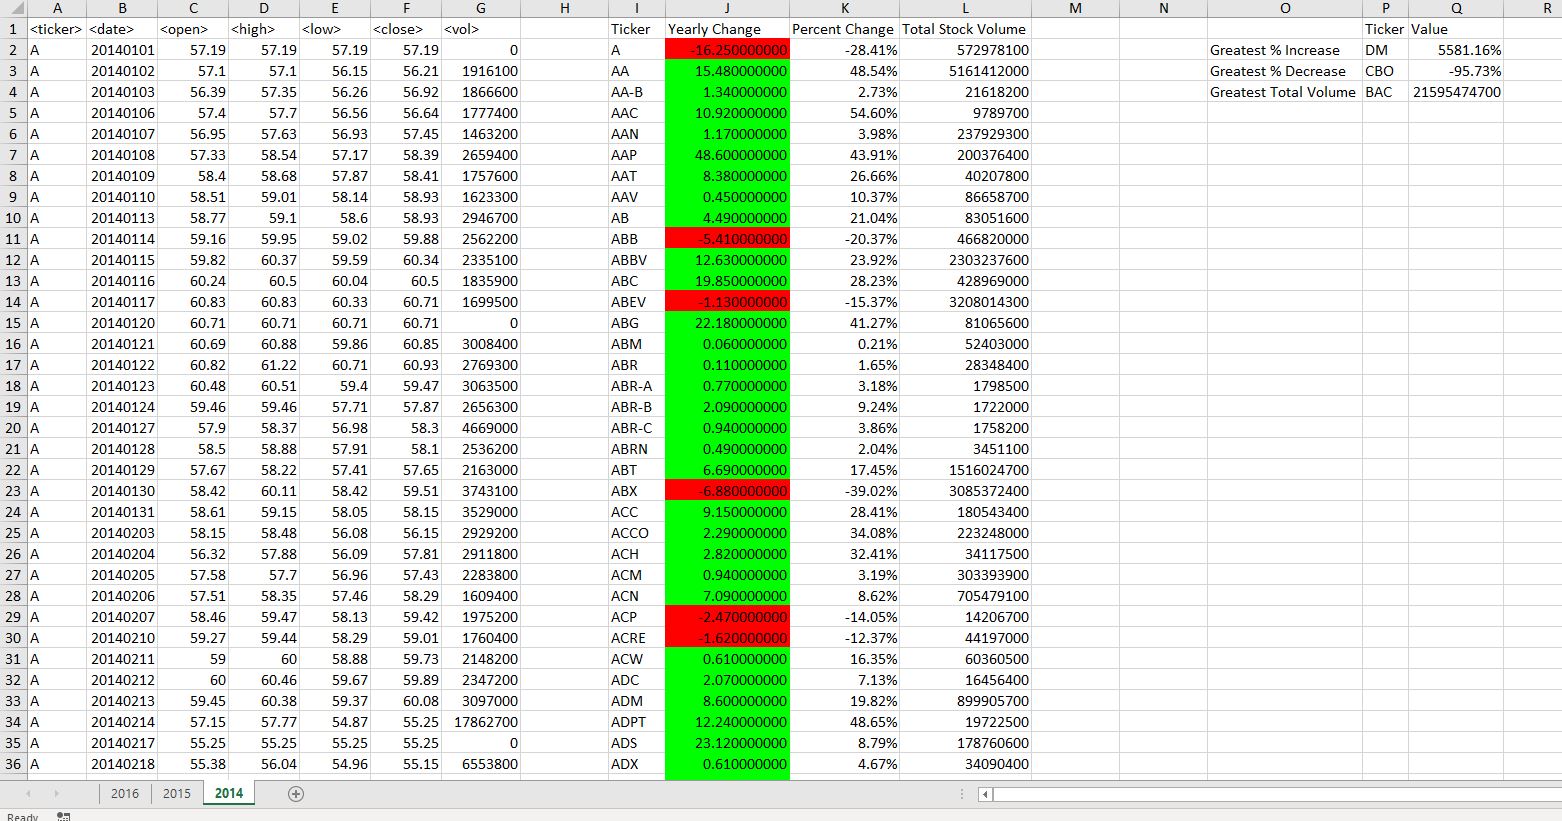 A B C D E F G H I J K L M N O P Q R
1 <ticker> <date> <open> <high> <low> <close> <vol> Ticker Yearly Change Percent Change Total Stock Volume Ticker Value
2 A 20140101 57.19 57.19 57.19 57.19 0 A -16.250000000 -28.41% 572978100 Greatest % Increase DM 5581.16%
3 A 20140102 57.1 57.1 56.15 56.21 1916100 AA 15.480000000 48.54% 5161412000 Greatest % Decrease CBO -95.73%
4 A 20140103 56.39 57.35 56.26 56.92 1866600 AA-B 1.340000000 2.73% 21618200 Greatest Total Volume BAC 21595474700
5 A 20140106 57.4 57.7 56.56 56.64 1777400 AAC 10.920000000 54.60% 9789700
6 A 20140107 56.95 57.63 56.93 57.45 1463200 AAN 1.170000000 3.98% 237929300
7 A 20140108 57.33 58.54 57.17 58.39 2659400 AAP 48.600000000 43.91% 200376400
8 A 20140109 58.4 58.68 57.87 58.41 1757600 AAT 8.380000000 26.66% 40207800
9 A 20140110 58.51 59.01 58.14 58.93 1623300 AAV 0.450000000 10.37% 86658700
10 A 20140113 58.77 59.1 58.6 58.93 2946700 AB 4.490000000 21.04% 83051600
11 A 20140114 59.16 59.95 59.02 59.88 2562200 ABB -5.410000000 -20.37% 466820000
12 A 20140115 59.82 60.37 59.59 60.34 2335100 ABBV 12.630000000 23.92% 2303237600
13 A 20140116 60.24 60.5 60.04 60.5 1835900 ABC 19.850000000 28.23% 428969000
14 A 20140117 60.83 60.83 60.33 60.71 1699500 ABEV -1.130000000 -15.37% 3208014300
15 A 20140120 60.71 60.71 60.71 60.71 0 ABG 22.180000000 41.27% 81065600
16 A 20140121 60.69 60.88 59.86 60.85 3008400 ABM 0.060000000 0.21% 52403000
17 A 20140122 60.82 61.22 60.71 60.93 2769300 ABR 0.110000000 1.65% 28348400
18 A 20140123 60.48 60.51 59.4 59.47 3063500 ABR-A 0.770000000 3.18% 1798500
19 A 20140124 59.46 59.46 57.71 57.87 2656300 ABR-B 2.090000000 9.24% 1722000
20 A 20140127 57.9 58.37 56.98 58.3 4669000 ABR-C 0.940000000 3.86% 1758200
21 A 20140128 58.5 58.88 57.91 58.1 2536200 ABRN 0.490000000 2.04% 3451100
22 A 20140129 57.67 58.22 57.41 57.65 2163000 ABT 6.690000000 17.45% 1516024700
23 A 20140130 58.42 60.11 58.42 59.51 3743100 ABX -6.880000000 -39.02% 3085372400
24 A 20140131 58.61 59.15 58.05 58.15 3529000 ACC 9.150000000 28.41% 180543400
25 A 20140203 58.15 58.48 56.08 56.15 2929200 ACCO 2.290000000 34.08% 223248000
26 A 20140204 56.32 57.88 56.09 57.81 2911800 ACH 2.820000000 32.41% 34117500
27 A 20140205 57.58 57.7 56.96 57.43 2283800 ACM 0.940000000 3.19% 303393900
28 A 20140206 57.51 58.35 57.46 58.29 1609400 ACN 7.090000000 8.62% 705479100
29 A 20140207 58.46 59.47 58.13 59.42 1975200 ACP -2.470000000 -14.05% 14206700
30 A 20140210 59.27 59.44 58.29 59.01 1760400 ACRE -1.620000000 -12.37% 44197000
31 A 20140211 59 60 58.88 59.73 2148200 ACW 0.610000000 16.35% 60360500
32 A 20140212 60 60.46 59.67 59.89 2347200 ADC 2.070000000 7.13% 16456400
33 A 20140213 59.45 60.38 59.37 60.08 3097000 ADM 8.600000000 19.82% 899905700
34 A 20140214 57.15 57.77 54.87 55.25 17862700 ADPT 12.240000000 48.65% 19722500
35 A 20140217 55.25 55.25 55.25 55.25 0 ADS 23.120000000 8.79% 178760600
36 A 20140218 55.38 56.04 54.96 55.15 6553800 ADX 0.610000000 4.67% 34090400
2016 2015 2014
Ready